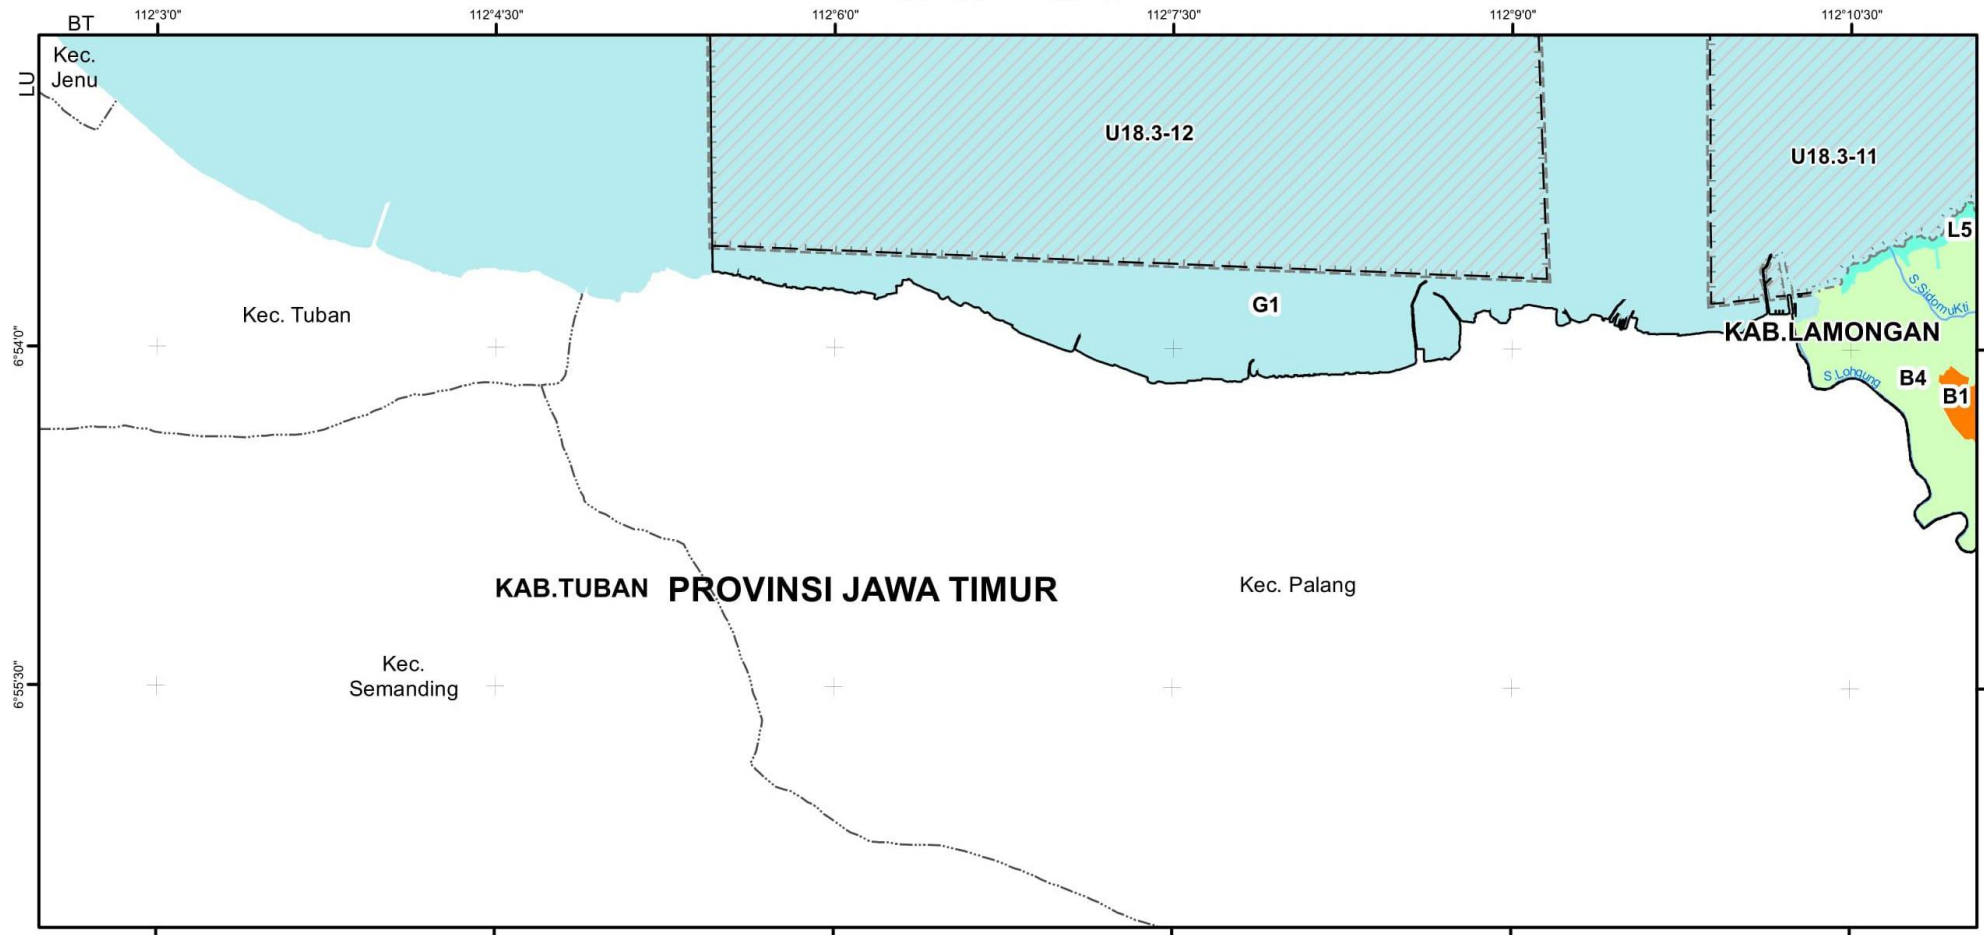 112°3'0"
112°4'30"
112°6'0"
112°7'30"
112°9'0"
112°10'30"
BT
LU
Kec.
Jenu
U18.3-12
U18.3-11
L5
S.SidomuKti
G1
Kec. Tuban
KAB.LAMONGAN
6°54'0"
S.Lohgung
B4
B1
KAB.TUBAN
PROVINSI JAWA TIMUR
Kec. Palang
Kec.
Semanding
6°55'30"